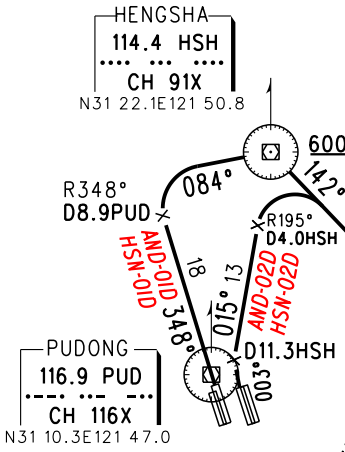 HENGSHA
114.4 HSH
.... ... ....
CH 91X
N31 22.1E121 50.8
600
142°
084°
R348°
D8.9PUD
R195°
D4.0HSH
AND-01D
HSN-01D
18
348°
015°
13
AND-02D
HSN-02D
D11.3HSH
003°
PUDONG
116.9 PUD
.--. ..- -..
CH 116X
N31 10.3E121 47.0